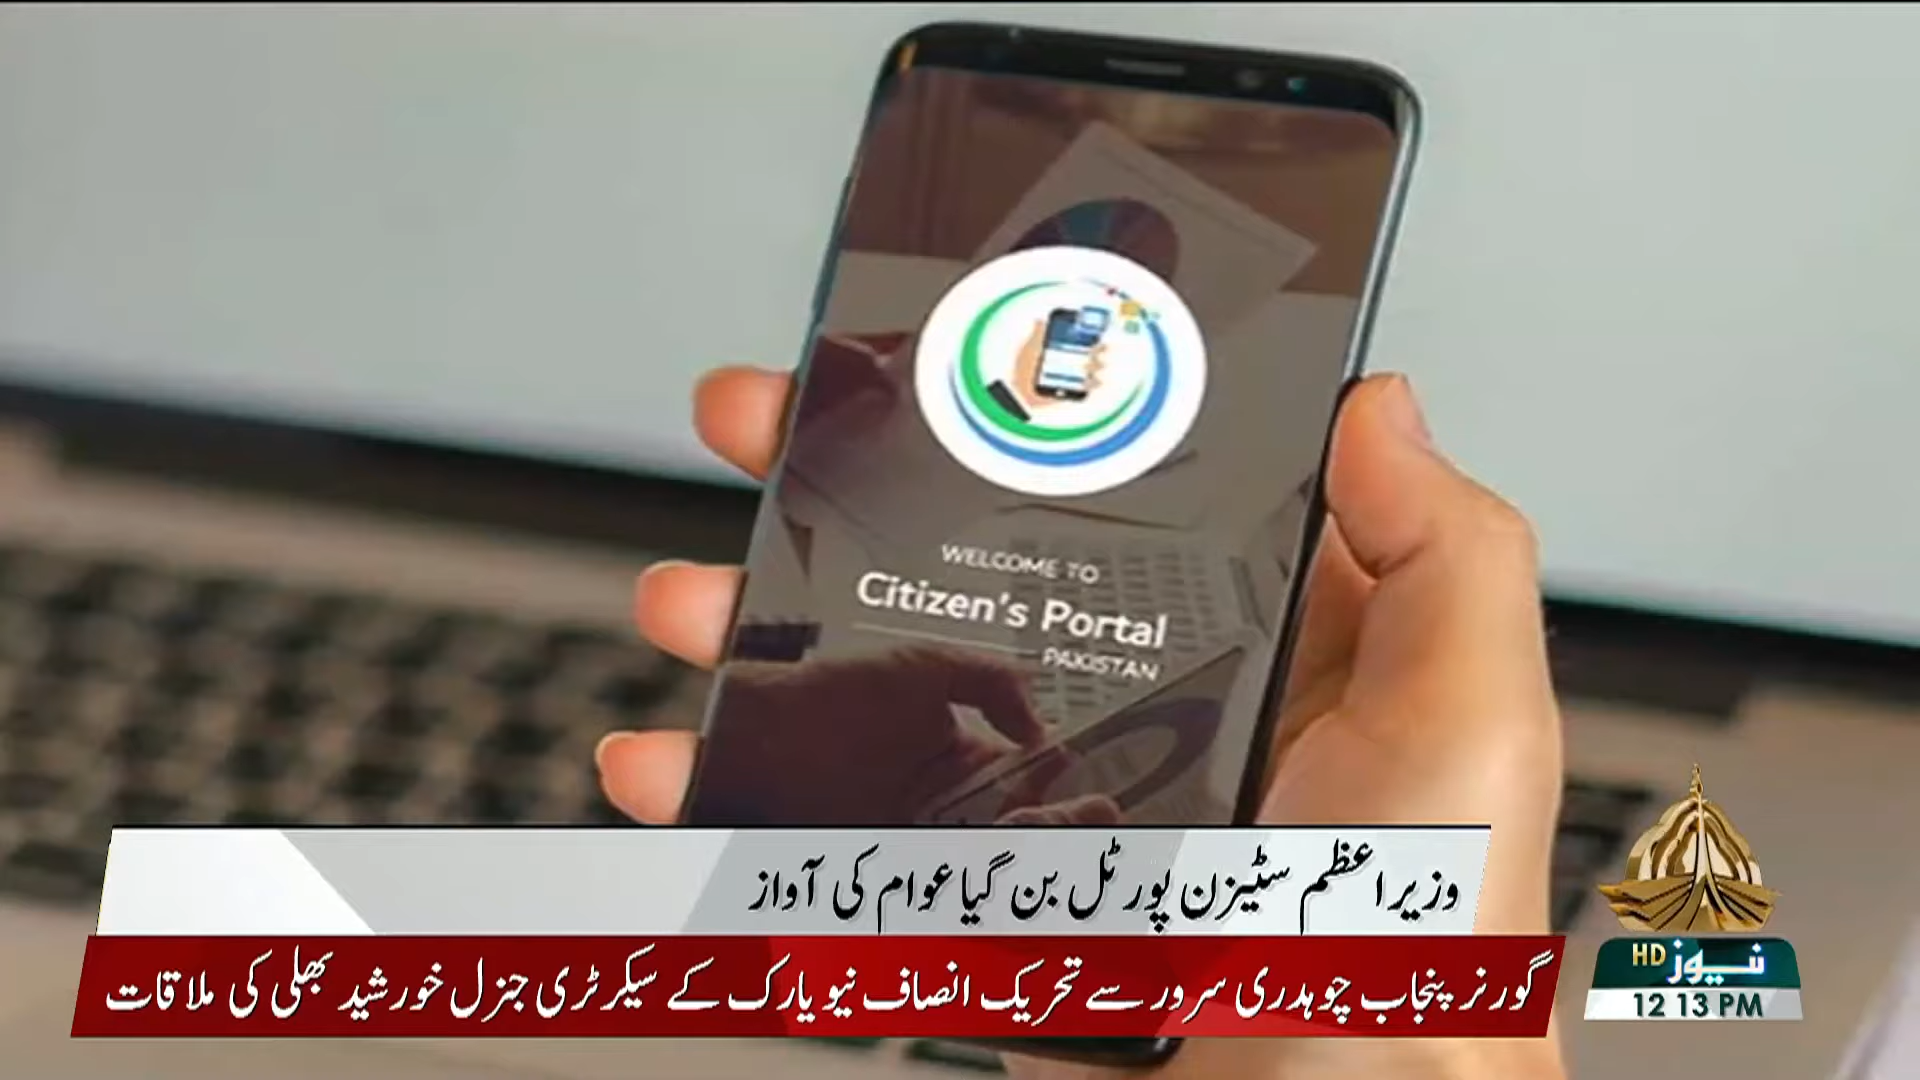 WELCOME TO
Citizen's Portal
PAKISTAN
وزیراعظم سٹیزن پورٹل بن گیا عوام کی آواز
گورنر پنجاب چوہدری سرور سے تحریک انصاف نیویارک کے سیکرٹری جنرل خورشید بھلی کی ملاقات
نیوز HD
12 13 PM